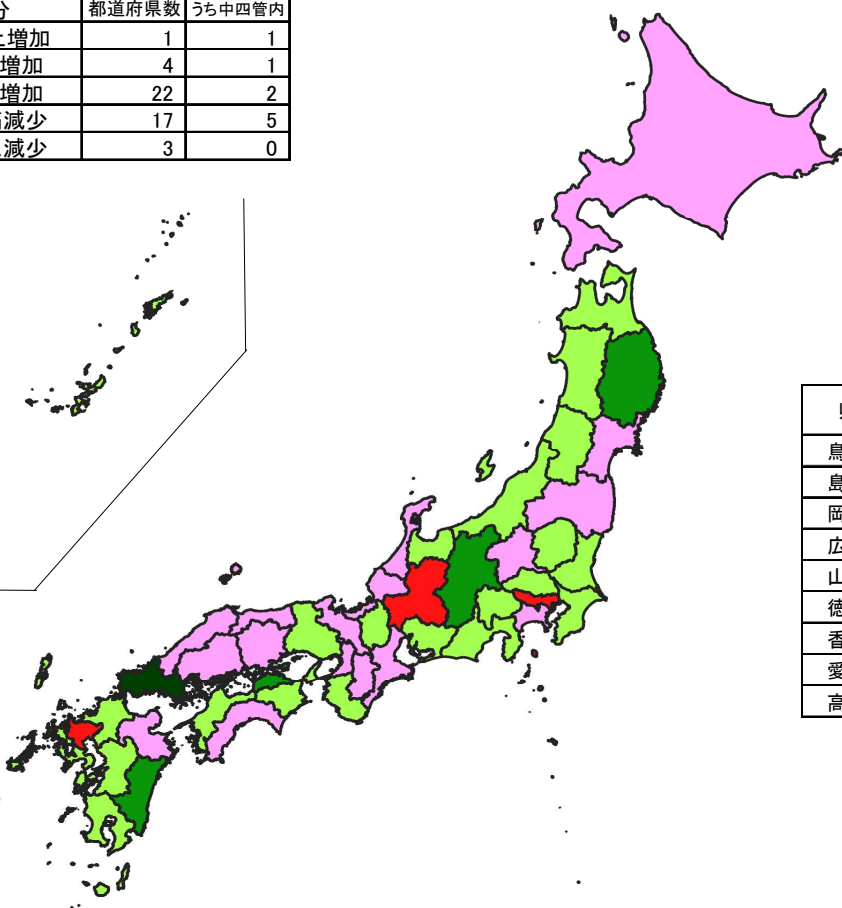 分 都道府県数 うち中四管内
上増加 1 1
増加 4 1
増加 22 2
減少 17 5
減少 3 0
鳥
島
岡
広
山
徳
香
愛
高